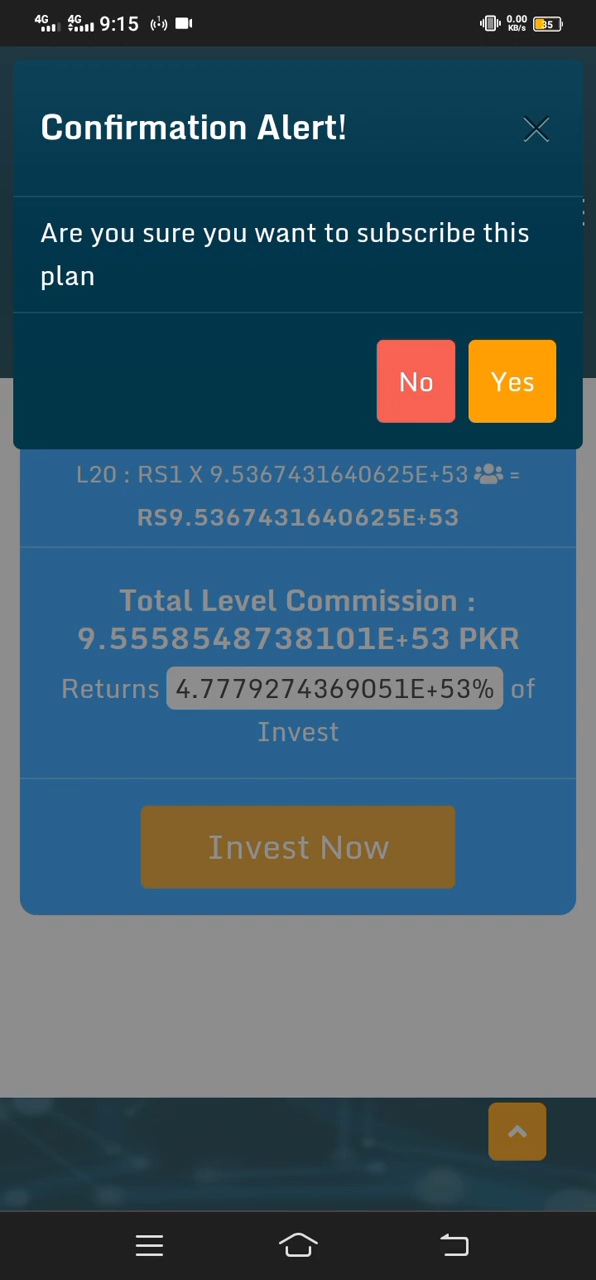 4G 4G 9:15 0.00 KB/s 35
Confirmation Alert!
Are you sure you want to subscribe this
plan
No Yes
L20 : RS1 X 9.5367431640625E+53 =
RS9.5367431640625E+53
Total Level Commission :
9.5558548738101E+53 PKR
Returns 4.7779274369051E+53% of
Invest
Invest Now